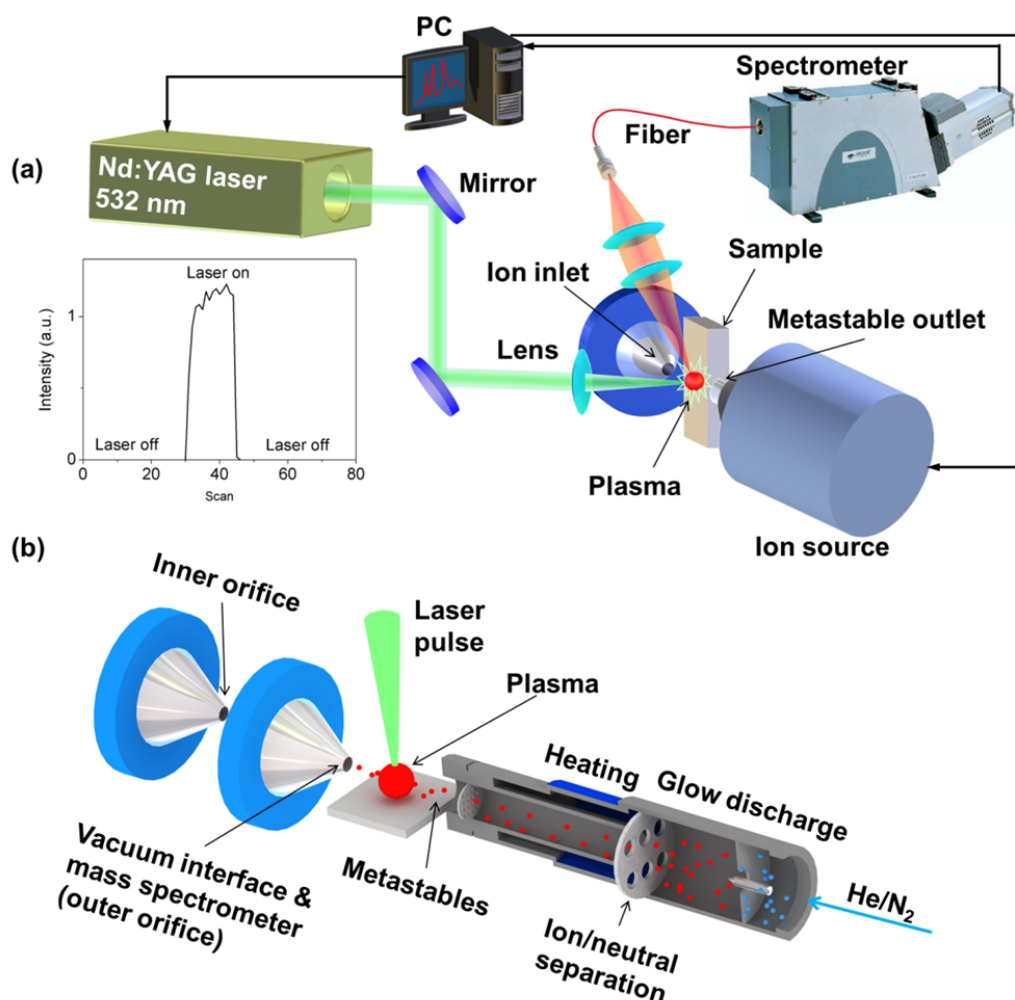 PC
Spectrometer
Fiber
(a)
Nd:YAG laser
532 nm
Mirror
Sample
Ion inlet
Metastable outlet
Lens
Laser on
Intensity (a.u.)
1
0
Laser off
Laser off
0
20
40
60
80
Scan
Plasma
Ion source
(b)
Inner orifice
Laser
pulse
Plasma
Heating
Glow discharge
Vacuum interface &
mass spectrometer
(outer orifice)
Metastables
He/N2
Ion/neutral
separation